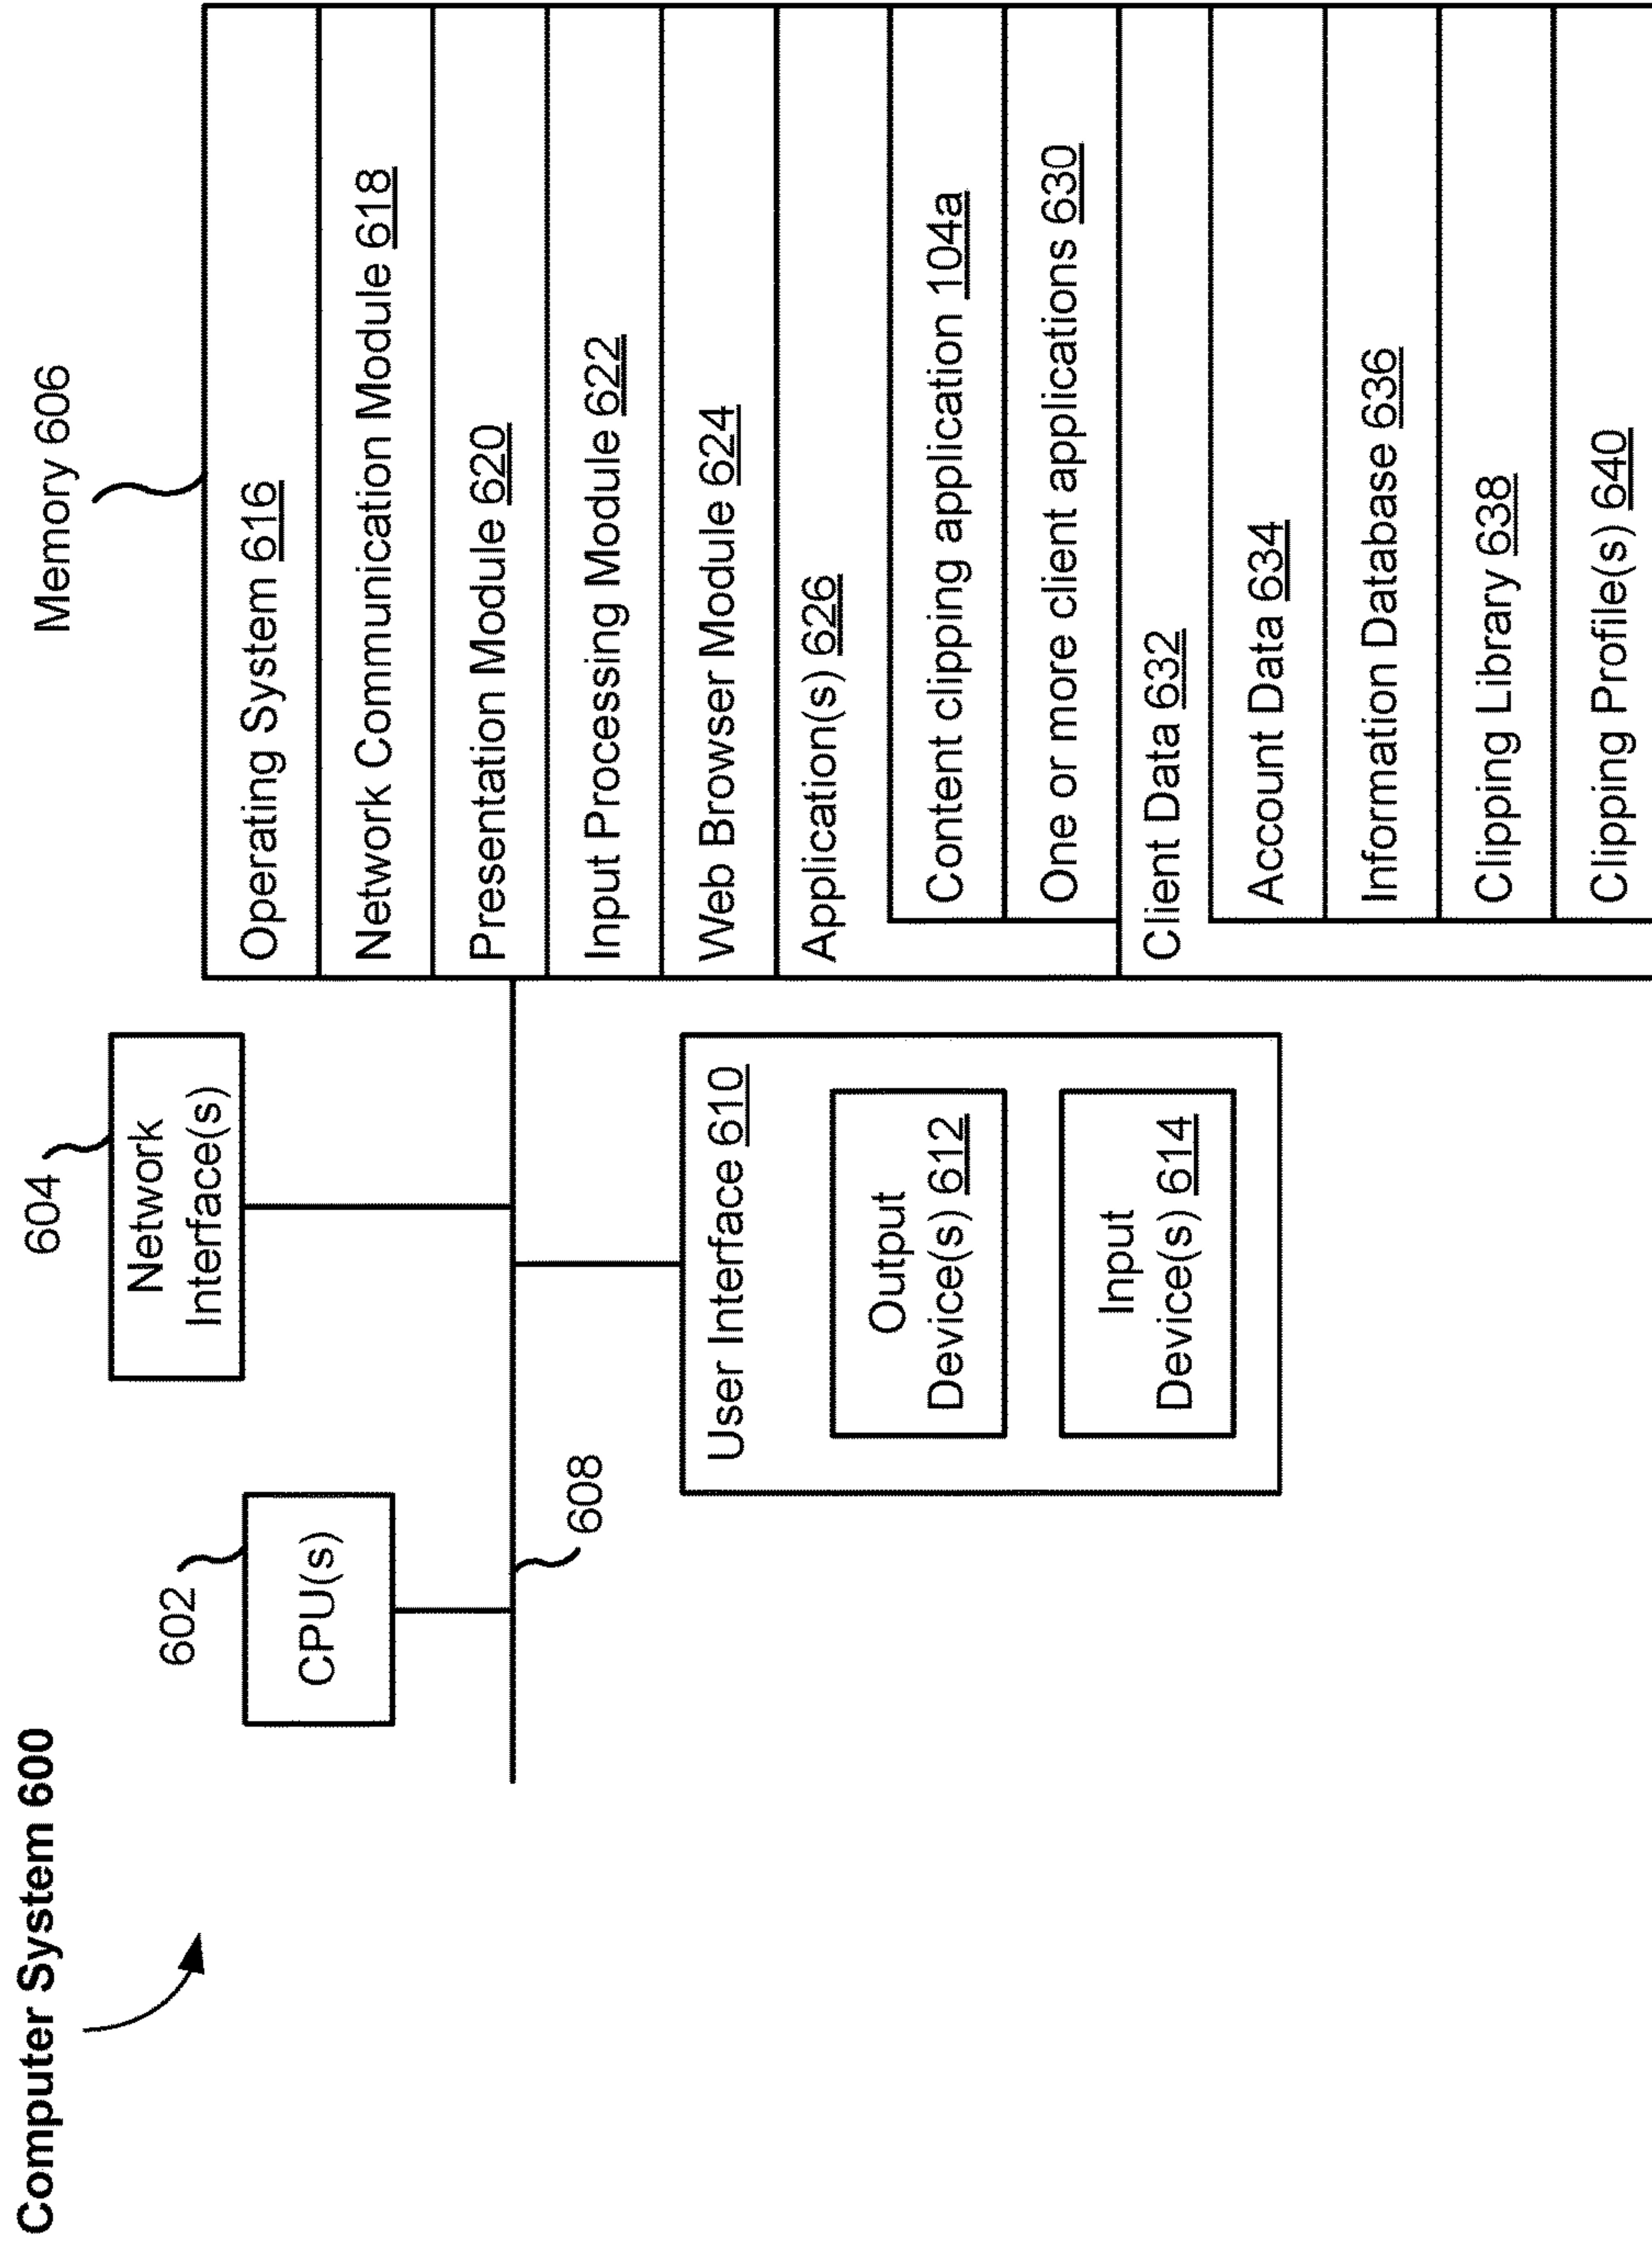 Computer System 600
602
CPU(s)
604
Network
Interface(s)
608
User Interface 610
Output
Device(s) 612
Input
Device(s) 614
Memory 606
Operating System 616
Network Communication Module 618
Presentation Module 620
Input Processing Module 622
Web Browser Module 624
Application(s) 626
Content clipping application 104a
One or more client applications 630
Client Data 632
Account Data 634
Information Database 636
Clipping Library 638
Clipping Profile(s) 640